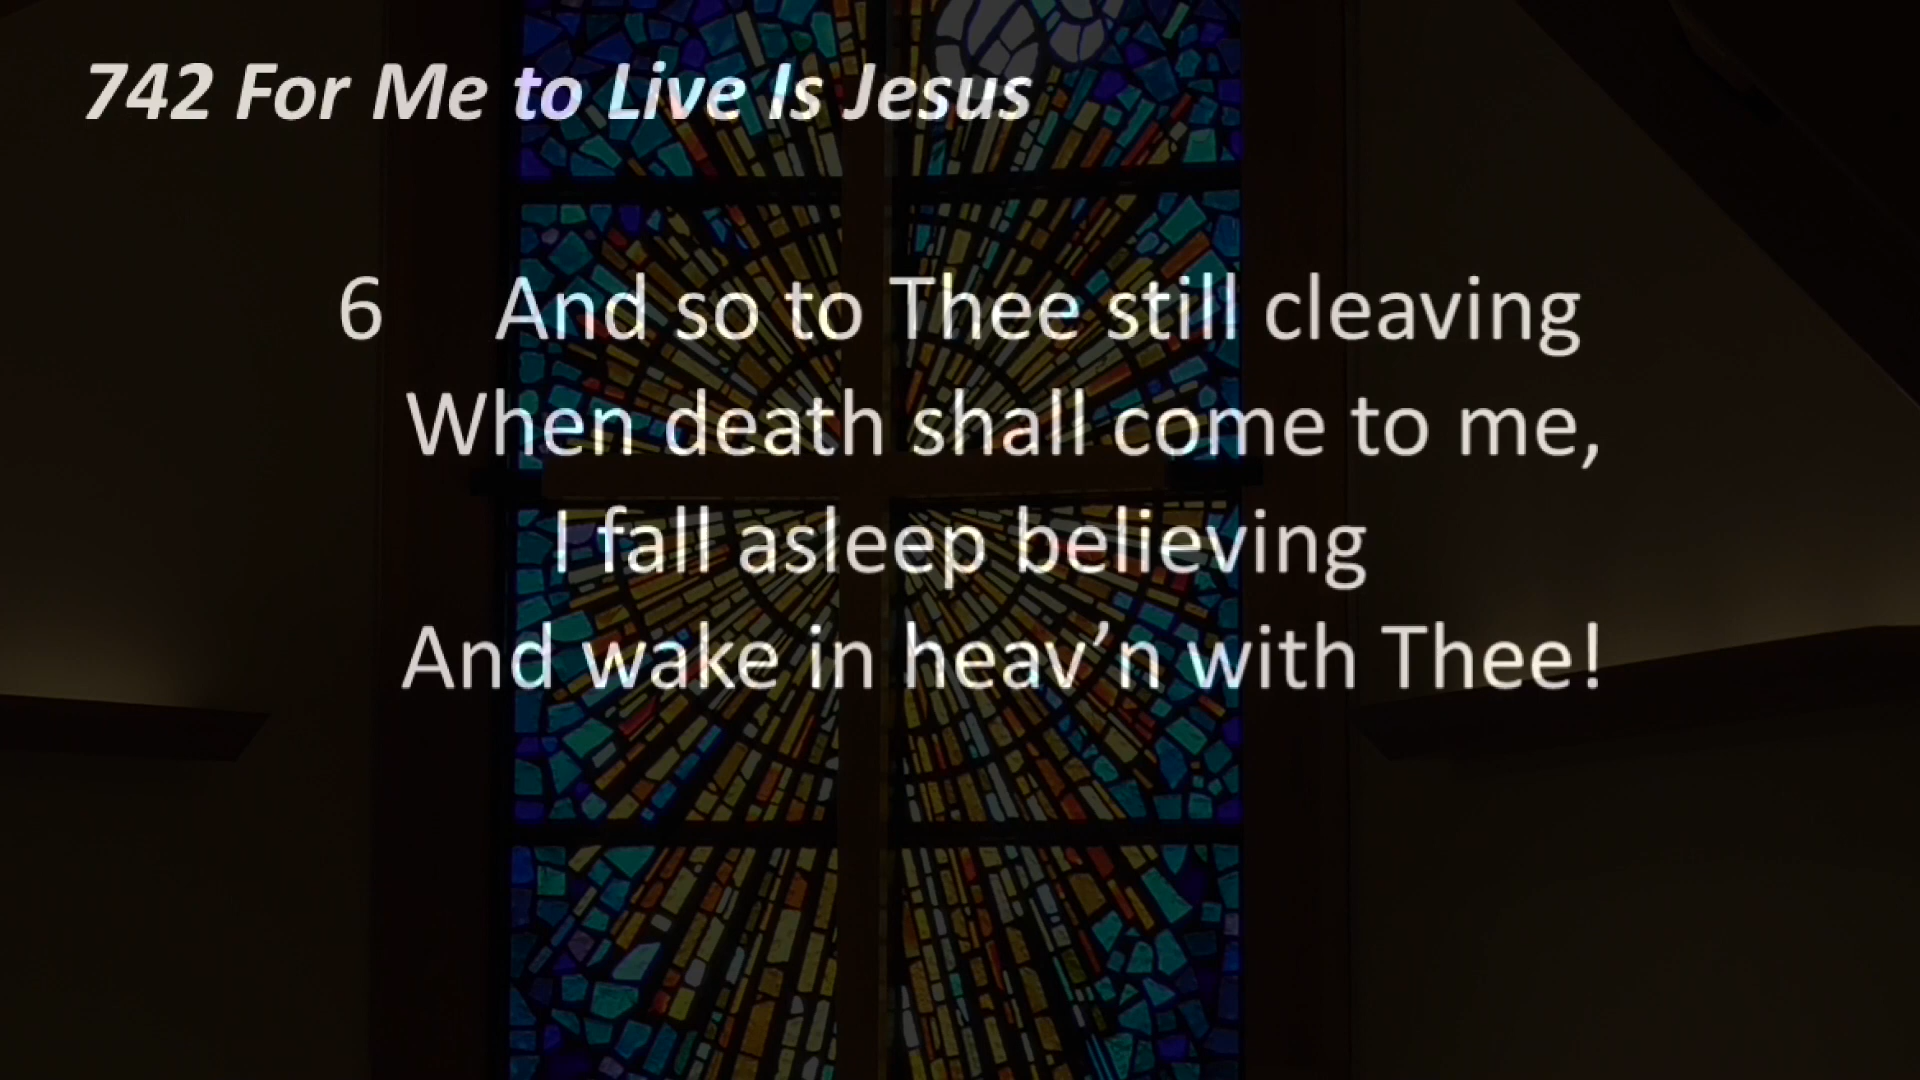 742 For Me to Live Is Jesus
6 And so to Thee still cleaving
When death shall come to me,
I fall asleep believing
And wake in heav’n with Thee!